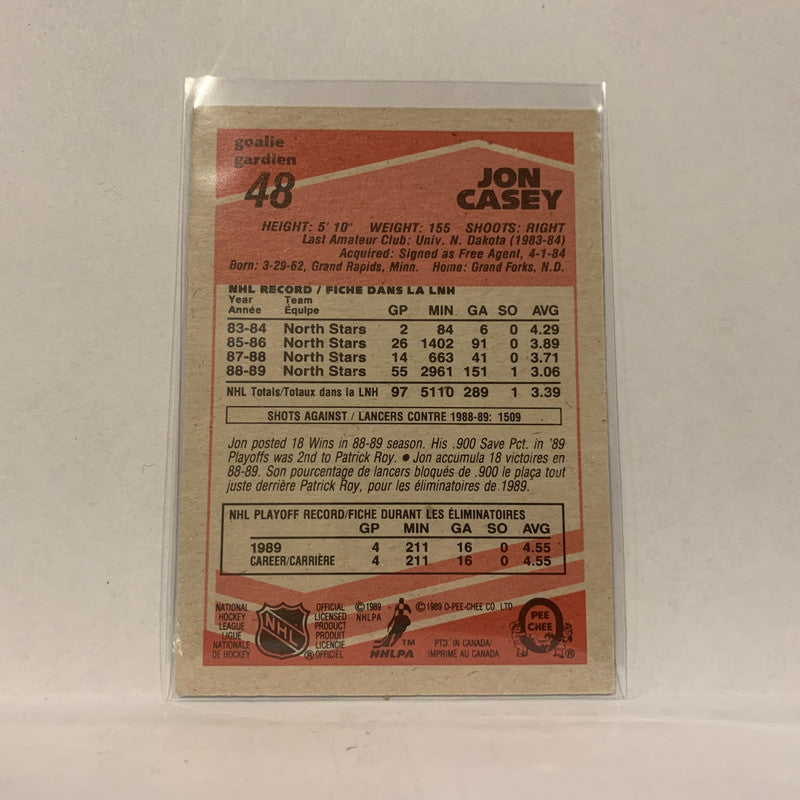 goalie
gardien
48
JON
CASEY
HEIGHT: 5' 10" WEIGHT: 155 SHOOTS: RIGHT
Last Amateur Club: Univ. N. Dakota (1983-84)
Acquired: Signed as Free Agent, 4-1-84
Born: 3-29-62, Grand Rapids, Minn. Home: Grand Forks, N.D.
NHL RECORD / FICHE DANS LA LNH
Year Team
Année Équipe GP MIN. GA SO AVG
83-84 North Stars 2 84 6 0 4.29
85-86 North Stars 26 1402 91 0 3.89
87-88 North Stars 14 663 41 0 3.71
88-89 North Stars 55 2961 151 1 3.06
NHL Totals/Totaux dans la LNH 97 5110 289 1 3.39
SHOTS AGAINST / LANCERS CONTRE 1988-89: 1509
Jon posted 18 Wins in 88-89 season. His .900 Save Pct. in '89
Playoffs was 2nd to Patrick Roy. ● Jon accumula 18 victoires en
88-89. Son pourcentage de lancers bloqués de .900 le plaça tout
juste derrière Patrick Roy, pour les éliminatoires de 1989.
NHL PLAYOFF RECORD/FICHE DURANT LES ÉLIMINATOIRES
GP MIN GA SO AVG
1989 4 211 16 0 4.55
CAREER/CARRIÈRE 4 211 16 0 4.55
NATIONAL
HOCKEY
LEAGUE
LIGUE
NATIONALE
DE HOCKEY
NHL
OFFICIAL
LICENSED
PRODUCT
PRODUIT
LICENCIE
®OFFICIEL
©1989
NHLPA
TM
NHLPA
©1989 O-PEE-CHEE CO. LTD.
PTD. IN CANADA/
IMPRIMÉ AU CANADA
PEE
CHEE
®